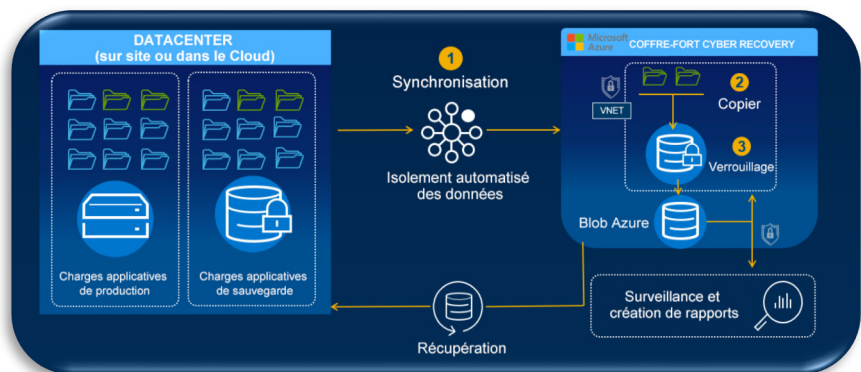 DATACENTER
(sur site ou dans le Cloud)
Charges applicatives
de production
Charges applicatives
de sauvegarde
1
Synchronisation
Isolement automatisé
des données
Microsoft
Azure
COFFRE-FORT CYBER RECOVERY
VNET
2
Copier
3
Verrouillage
Blob Azure
Surveillance et
création de rapports
Récupération